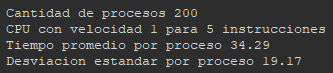 Cantidad de procesos 200
CPU con velocidad 1 para 5 instrucciones
Tiempo promedio por proceso 34.29
Desviacion estandar por proceso 19.17